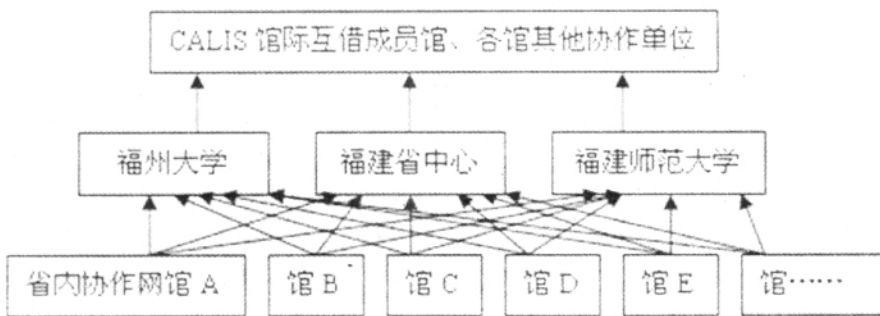 CALIS 馆际互借成员馆、各馆其他协作单位
福州大学
福建省中心
福建师范大学
省内协作网馆 A
馆 B
馆 C
馆 D
馆 E
馆……